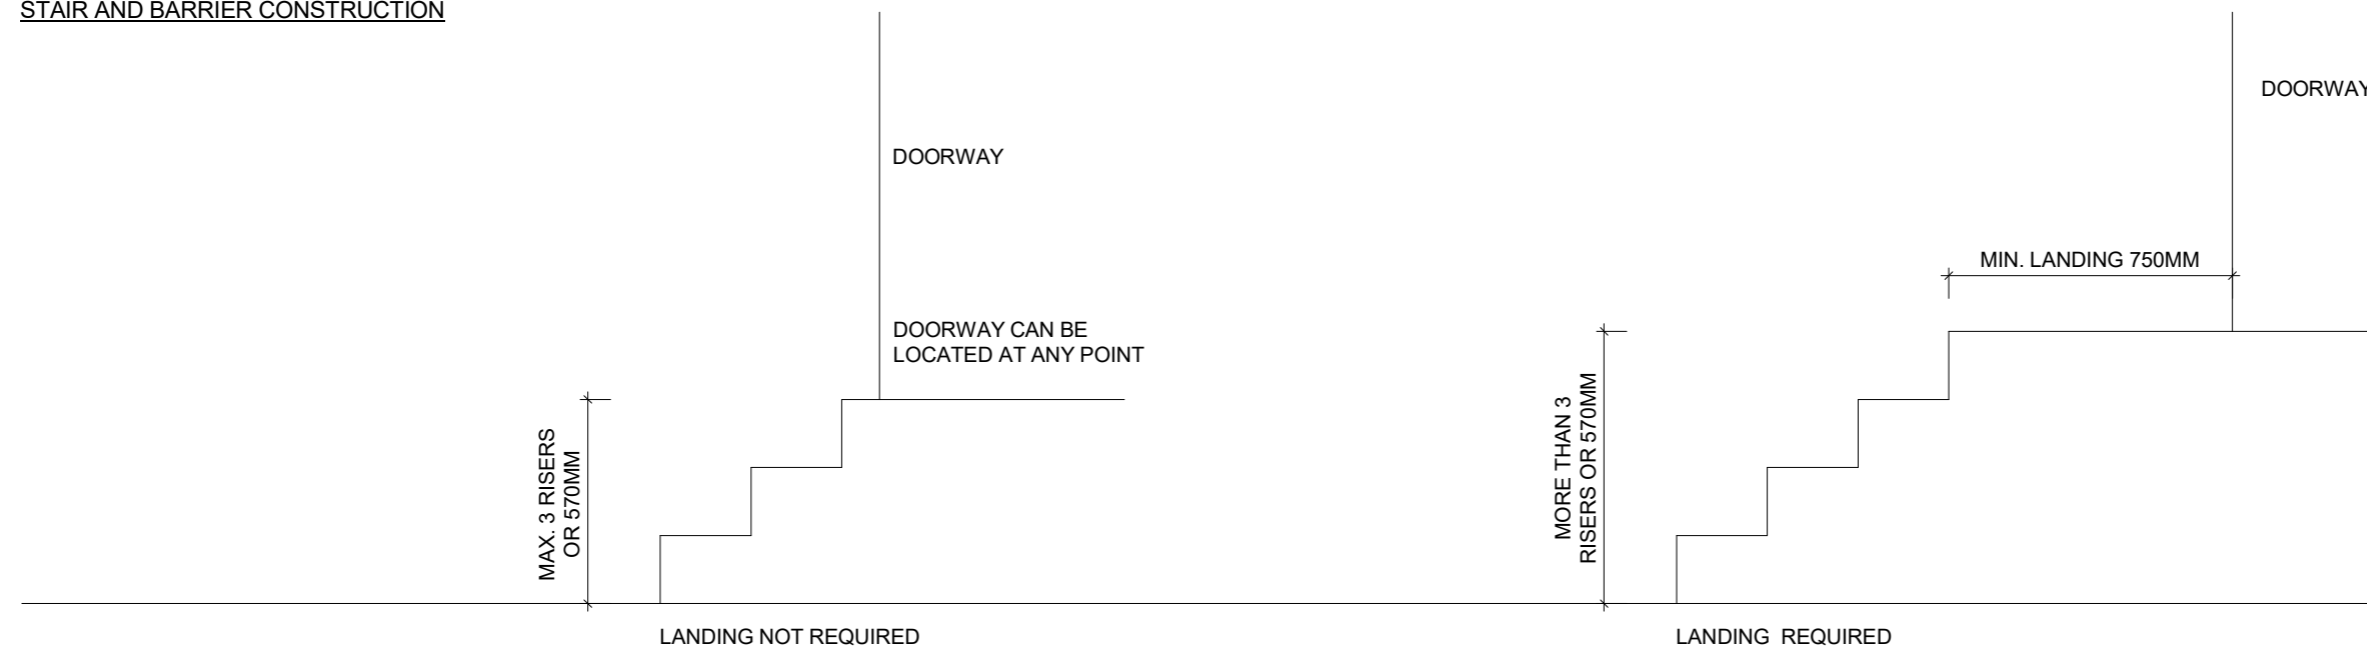 STAIR AND BARRIER CONSTRUCTION
DOORWAY
DOORWAY CAN BE
LOCATED AT ANY POINT
MAX. 3 RISERS
OR 570MM
LANDING NOT REQUIRED
DOORWAY
MIN. LANDING 750MM
MORE THAN 3
RISERS OR 570MM
LANDING REQUIRED